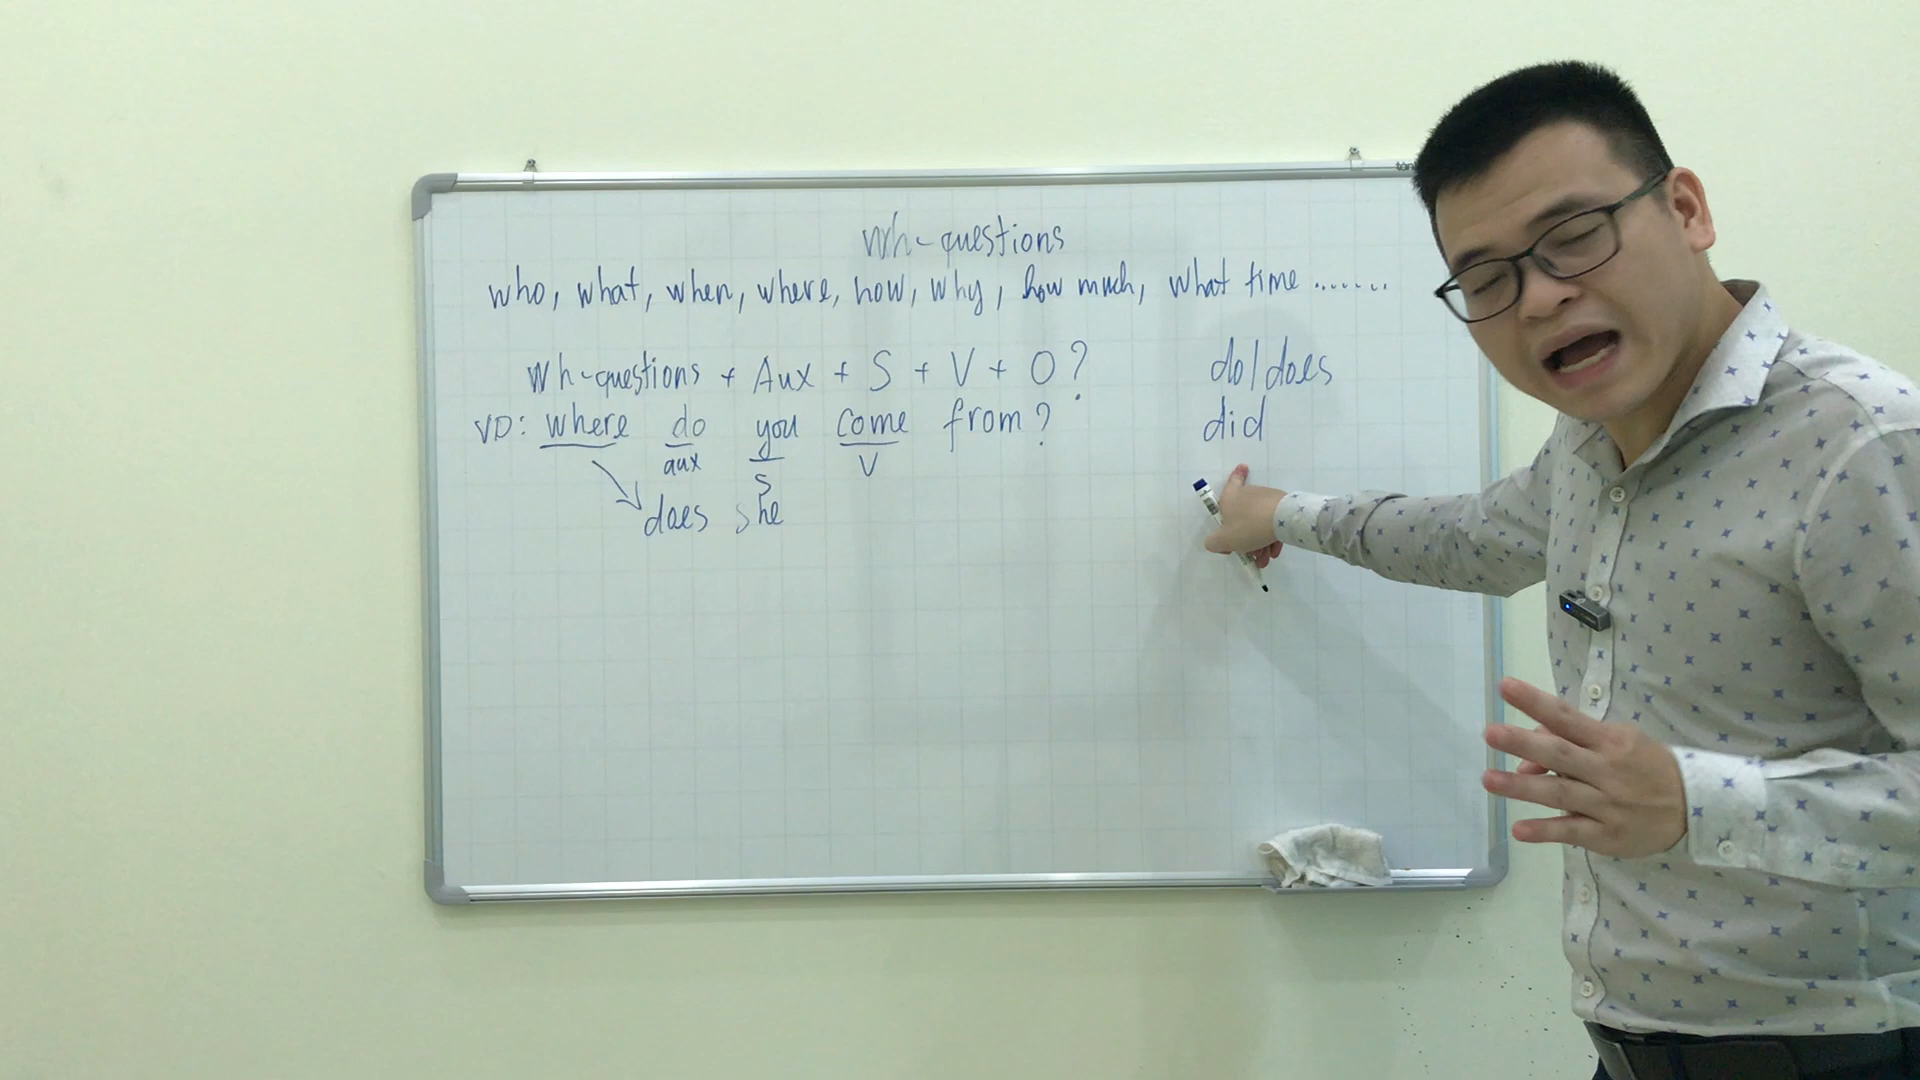 wh-questions
who, what, when, where, how, why, how much, what time .......
Wh-questions + Aux + S + V + O?
do/does
VD: where do you come from?
did
aux S V
does she